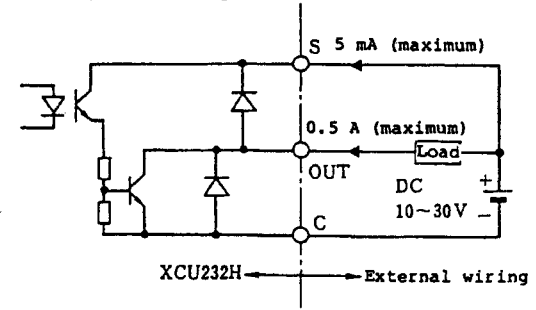 S 5 mA (maximum)
0.5 A (maximum)
Load
OUT
DC
10~30V
+
−
C
XCU232H
External wiring